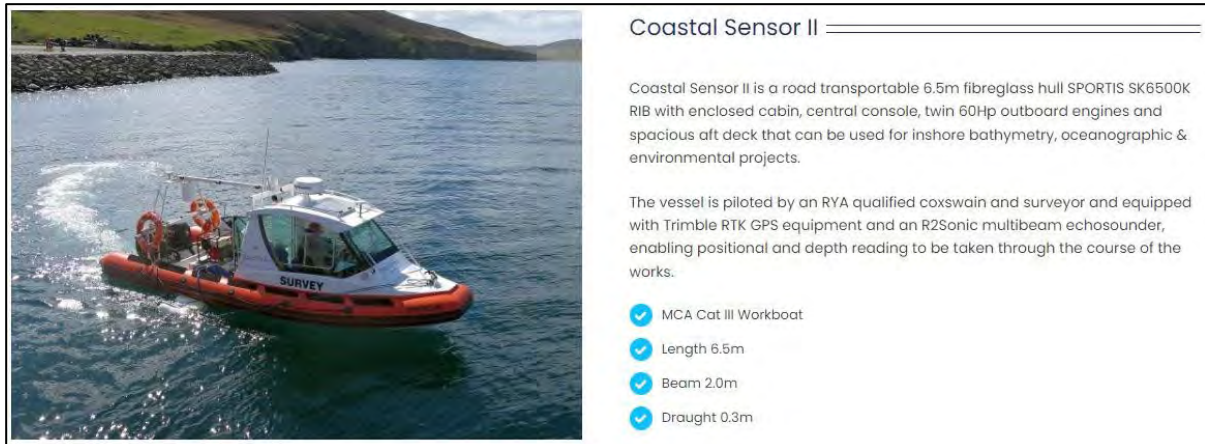 Coastal Sensor II
Coastal Sensor II is a road transportable 6.5m fibreglass hull SPORTIS SK6500K
RIB with enclosed cabin, central console, twin 60Hp outboard engines and
spacious aft deck that can be used for inshore bathymetry, oceanographic &
environmental projects.
The vessel is piloted by an RYA qualified coxswain and surveyor and equipped
with Trimble RTK GPS equipment and an R2Sonic multibeam echosounder,
enabling positional and depth reading to be taken through the course of the
works.
MCA Cat III Workboat
Length 6.5m
Beam 2.0m
Draught 0.3m
SURVEY